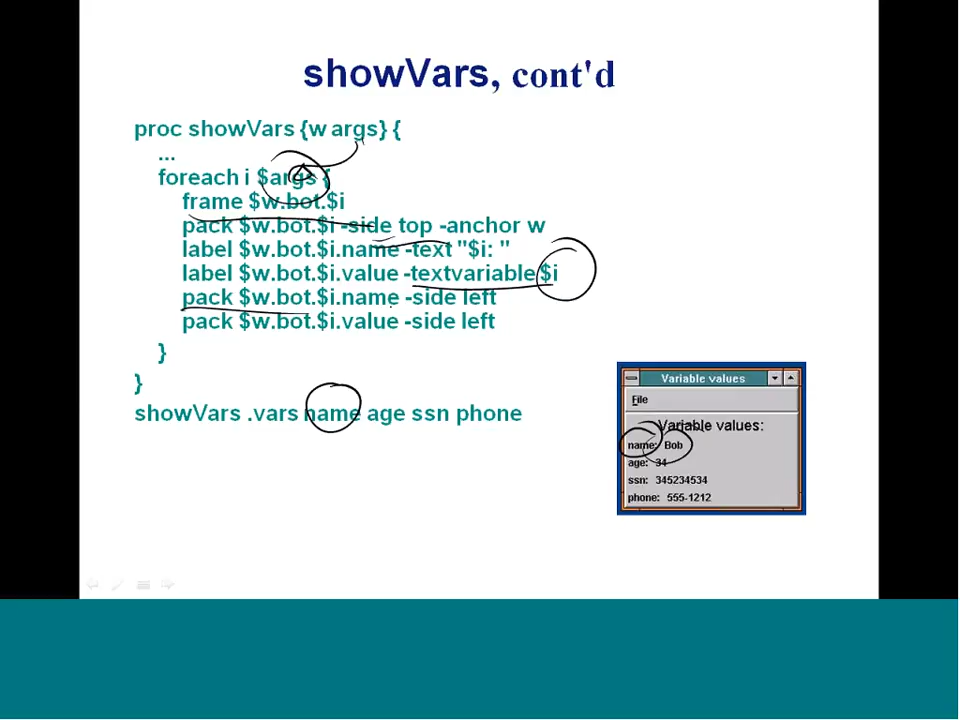 showVars, cont'd
proc showVars {w args} {
...
foreach i $args {
frame $w.bot.$i
pack $w.bot.$i -side top -anchor w
label $w.bot.$i.name -text "$i: "
label $w.bot.$i.value -textvariable $i
pack $w.bot.$i.name -side left
pack $w.bot.$i.value -side left
}
}
showVars .vars name age ssn phone
Variable values
File
Variable values:
name: Bob
age: 34
ssn: 345234534
phone: 555-1212